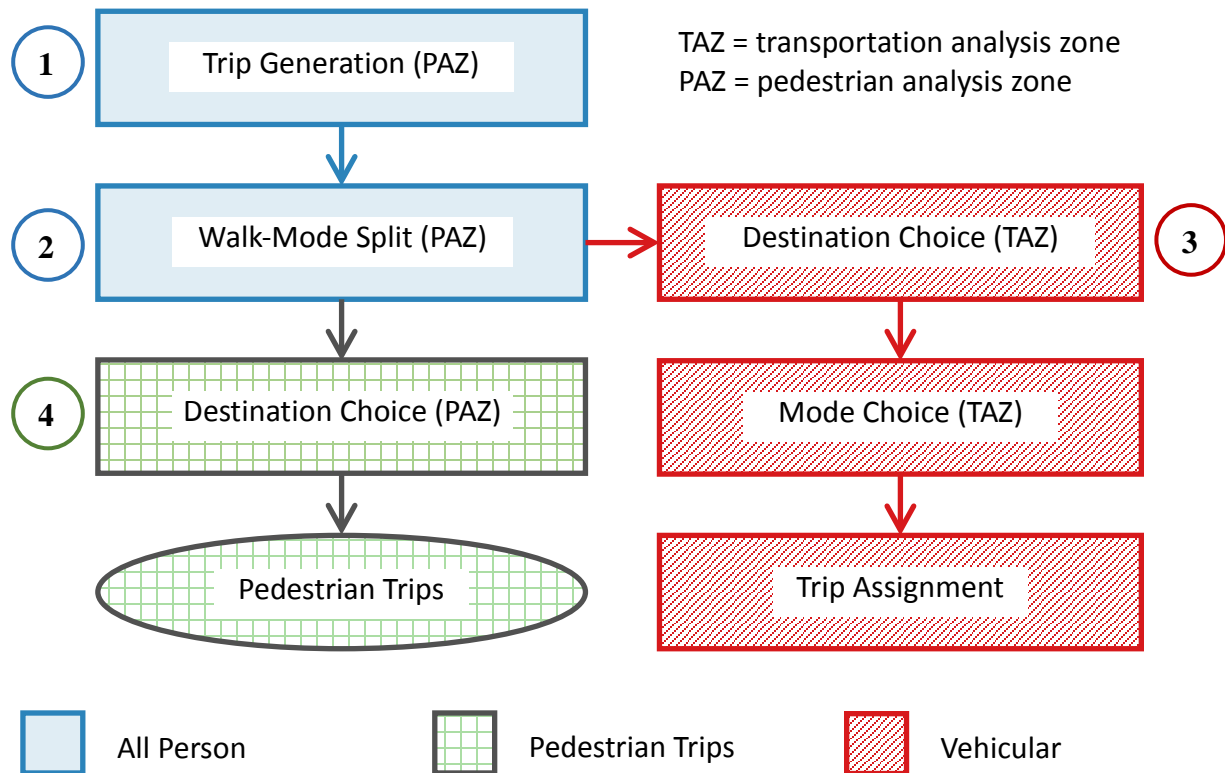 1
Trip Generation (PAZ)
TAZ = transportation analysis zone
PAZ = pedestrian analysis zone
2
Walk-Mode Split (PAZ)
Destination Choice (TAZ)
3
4
Destination Choice (PAZ)
Mode Choice (TAZ)
Pedestrian Trips
Trip Assignment
All Person
Pedestrian Trips
Vehicular